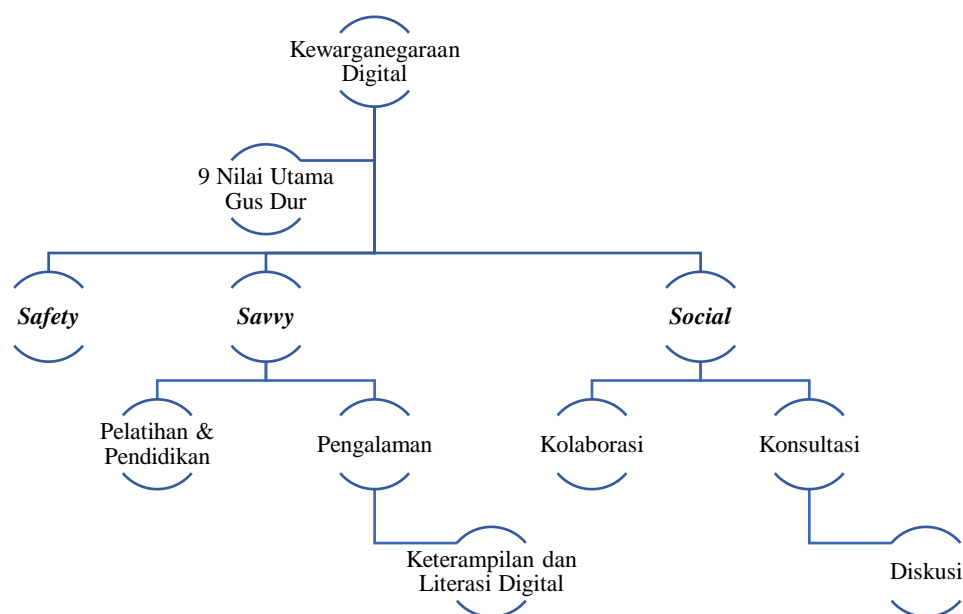 Kewarganegaraan
Digital
9 Nilai Utama
Gus Dur
Safety
Savvy
Social
Pelatihan &
Pendidikan
Pengalaman
Kolaborasi
Konsultasi
Keterampilan dan
Literasi Digital
Diskusi